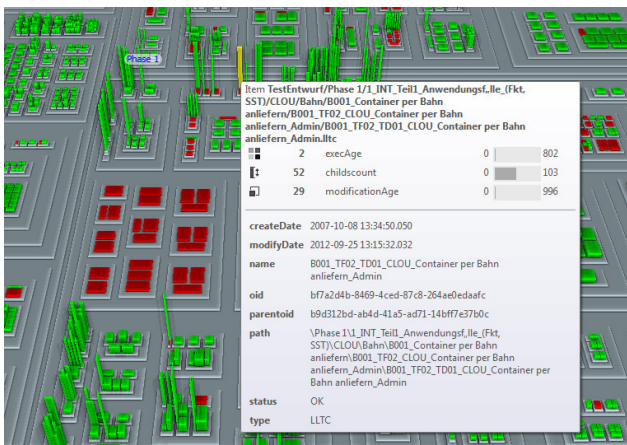 Phase 1
Item TestEntwurf/Phase 1/1_INT_Teil1_Anwendungsf,,lle_(Fkt,
SST)/CLOU/Bahn/B001_Container per Bahn
anliefern/B001_TF02_CLOU_Container per Bahn
anliefern_Admin/B001_TF02_TD01_CLOU_Container per Bahn
anliefern_Admin.lltc
2 execAge 0 802
52 childscount 0 103
29 modificationAge 0 996
createDate 2007-10-08 13:34:50.050
modifyDate 2012-09-25 13:15:32.032
name B001_TF02_TD01_CLOU_Container per Bahn
anliefern_Admin
oid bf7a2d4b-8469-4ced-87c8-264ae0edaafc
parentoid b9d312bd-ab4d-41a5-ad71-14bff7e37b0c
path \Phase 1\1_INT_Teil1_Anwendungsf,lle_(Fkt,
SST)\CLOU\Bahn\B001_Container per Bahn
anliefern\B001_TF02_CLOU_Container per Bahn
anliefern_Admin\B001_TF02_TD01_CLOU_Container per
Bahn anliefern_Admin
status OK
type LLTC